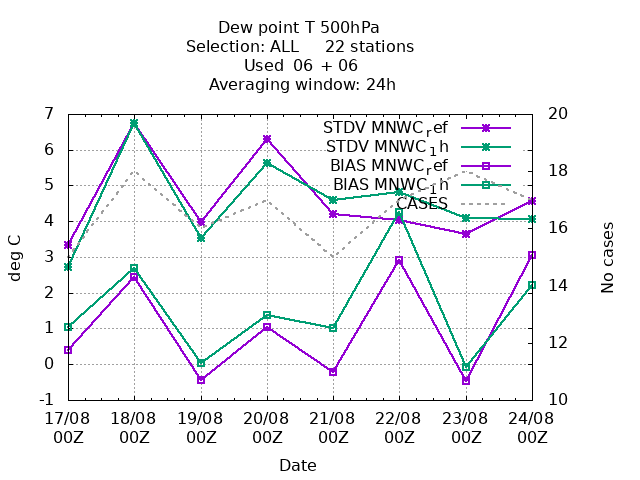 Dew point T 500hPa
Selection: ALL     22 stations
Used  06 + 06
Averaging window: 24h
7
6
5
4
3
2
1
0
-1
deg C
20
18
16
14
12
10
No cases
STDV MNWC_ref
STDV MNWC_1h
BIAS MNWC_ref
BIAS MNWC_1h
CASES
17/08 18/08 19/08 20/08 21/08 22/08 23/08 24/08
00Z 00Z 00Z 00Z 00Z 00Z 00Z 00Z
Date